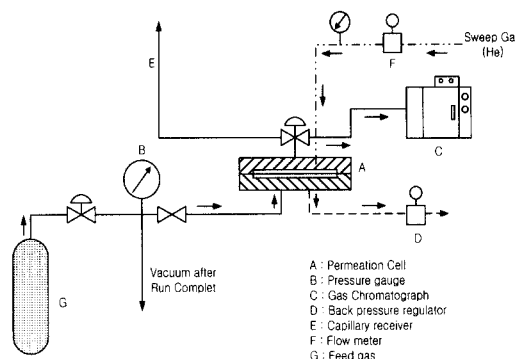 Sweep Ga
(He)
E
F
B
C
A
D
Vacuum after
Run Complet
G
A : Permeation Cell
B : Pressure gauge
C : Gas Chromatograph
D : Back pressure regulator
E : Capillary receiver
F : Flow meter
G : Feed gas